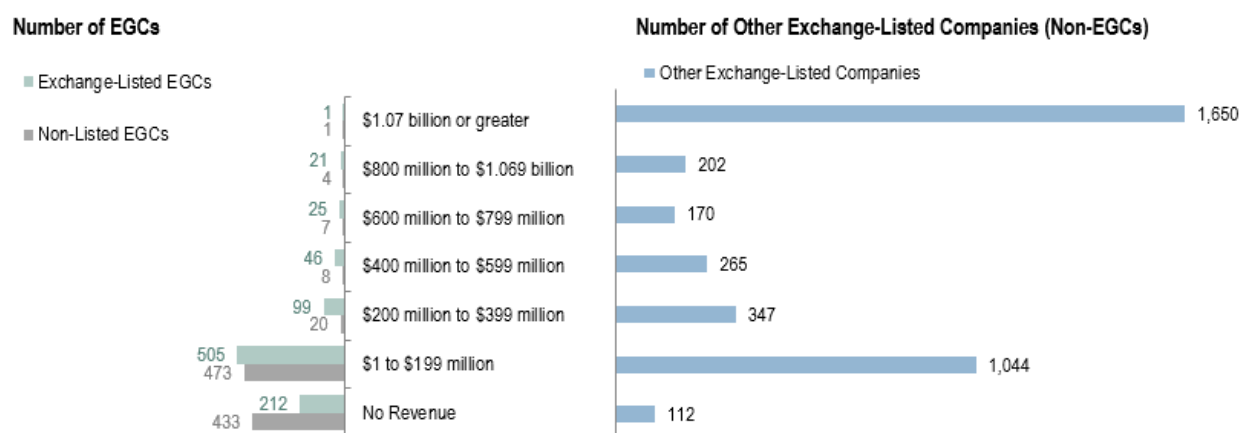 Number of EGCs
Number of Other Exchange-Listed Companies (Non-EGCs)
Exchange-Listed EGCs
Non-Listed EGCs
Other Exchange-Listed Companies
1
1
$1.07 billion or greater
1,650
21
4
$800 million to $1.069 billion
202
25
7
$600 million to $799 million
170
46
8
$400 million to $599 million
265
99
20
$200 million to $399 million
347
505
473
$1 to $199 million
1,044
212
433
No Revenue
112